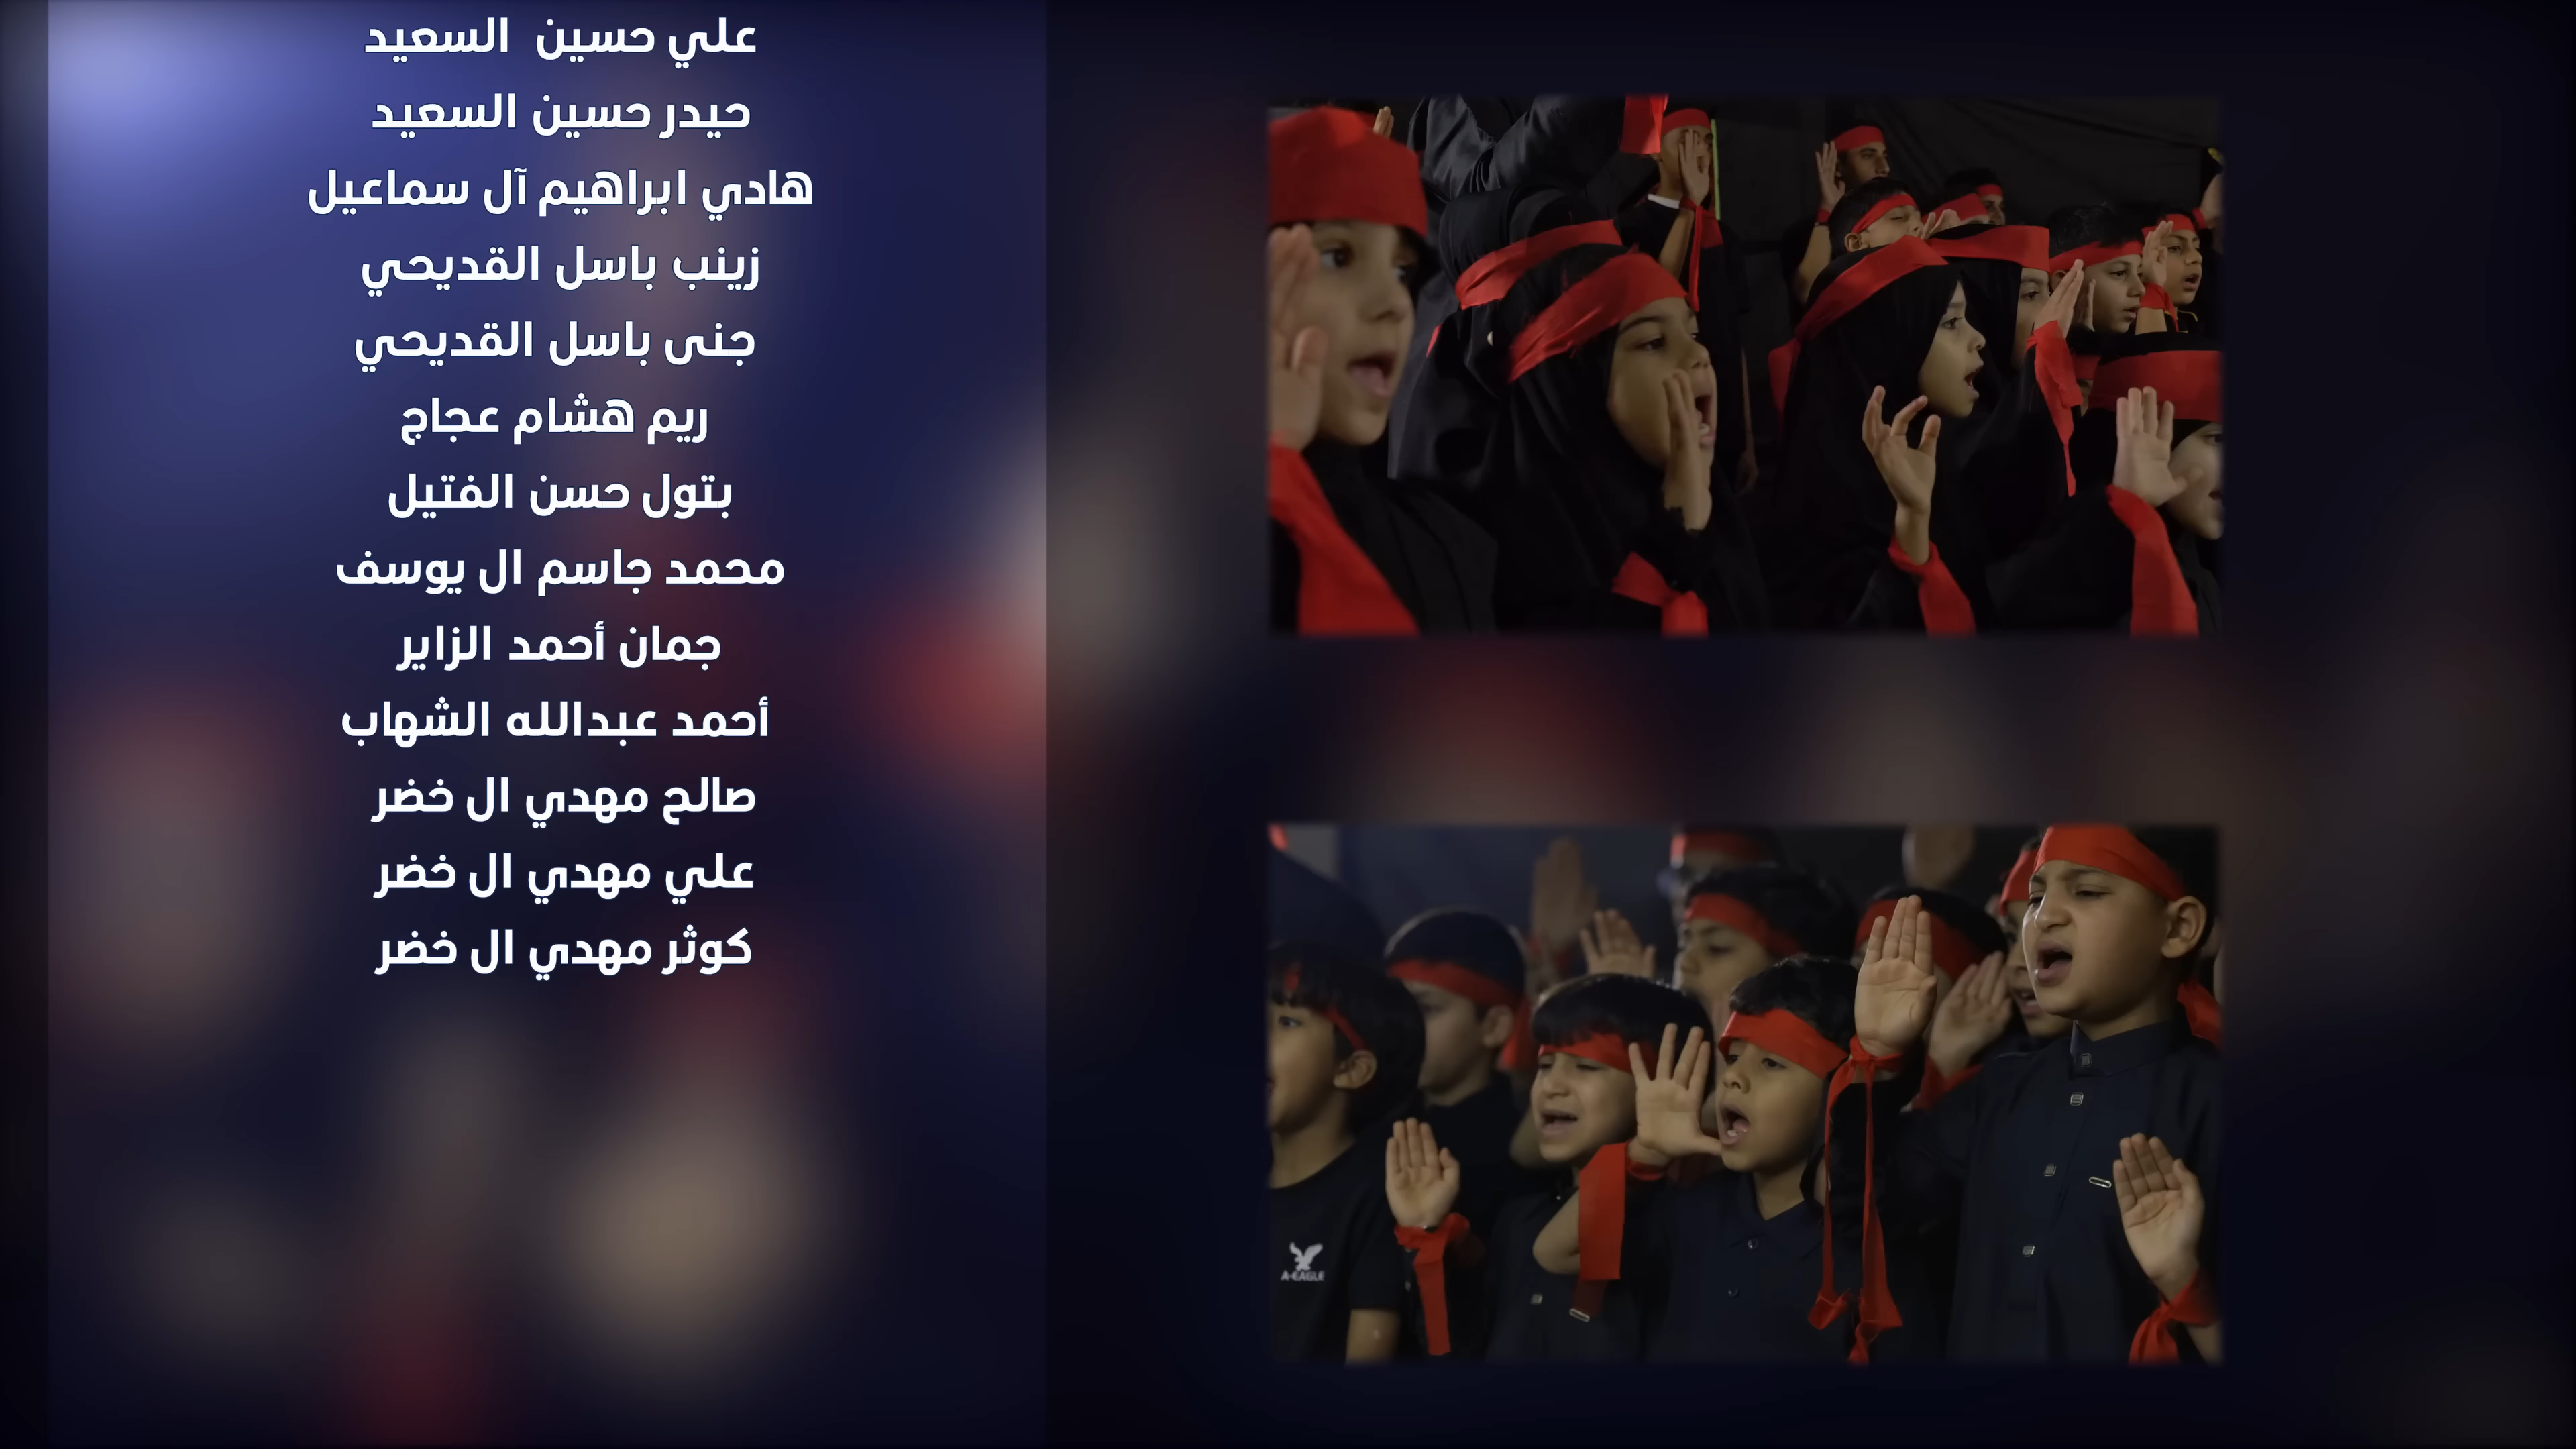 علي حسين السعيد
حيدر حسين السعيد
هادي ابراهيم آل سماعيل
زينب باسل القديحي
جنى باسل القديحي
ريم هشام عجاج
بتول حسن الفتيل
محمد جاسم ال يوسف
جمان أحمد الزاير
أحمد عبدالله الشهاب
صالح مهدي ال خضر
علي مهدي ال خضر
كوثر مهدي ال خضر
A-EAGLE